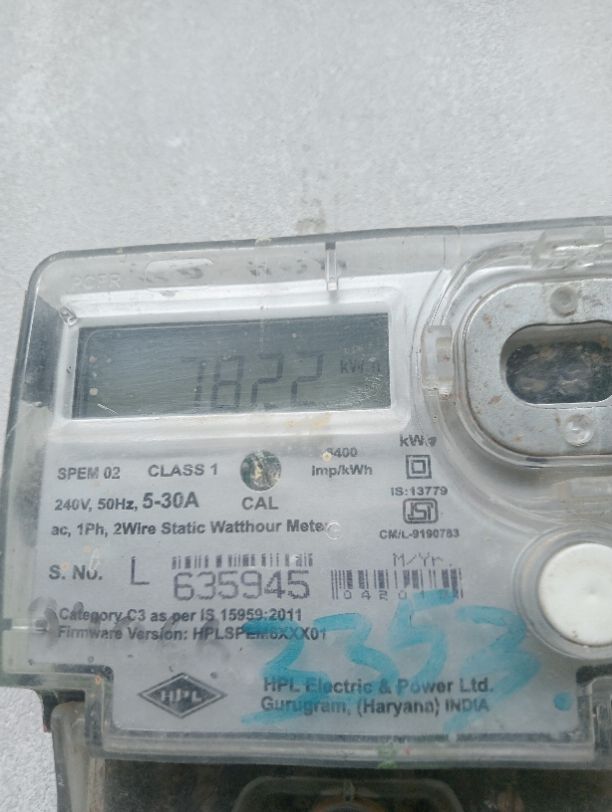 7822 kWh
SPEM 02 CLASS 1
CAL
imp/kWh
IS:13779
240V, 50Hz, 5-30A
CM/L-9190783
ac, 1Ph, 2Wire Static Watthour Meter
M/Yr.
S. No. L 635945
Category C3 as per IS 15959:2011
Firmware Version:
2353
HPL
HPL Electric & Power Ltd.
Gurugram, (Haryana) INDIA